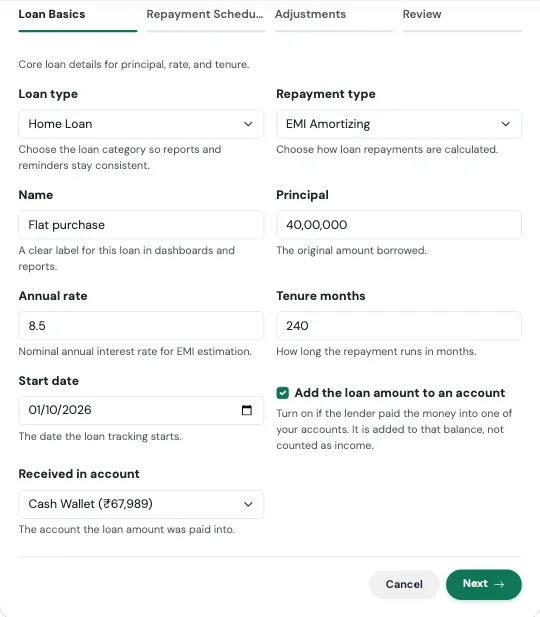 Loan Basics
Repayment Schedu...
Adjustments
Review
Core loan details for principal, rate, and tenure.
Loan type
Home Loan
Choose the loan category so reports and
reminders stay consistent.
Repayment type
EMI Amortizing
Choose how loan repayments are calculated.
Name
Flat purchase
A clear label for this loan in dashboards and
reports.
Principal
40,00,000
The original amount borrowed.
Annual rate
8.5
Nominal annual interest rate for EMI estimation.
Tenure months
240
How long the repayment runs in months.
Start date
01/10/2026
The date the loan tracking starts.
Add the loan amount to an account
Turn on if the lender paid the money into one of
your accounts. It is added to that balance, not
counted as income.
Received in account
Cash Wallet (₹67,989)
The account the loan amount was paid into.
Cancel
Next →